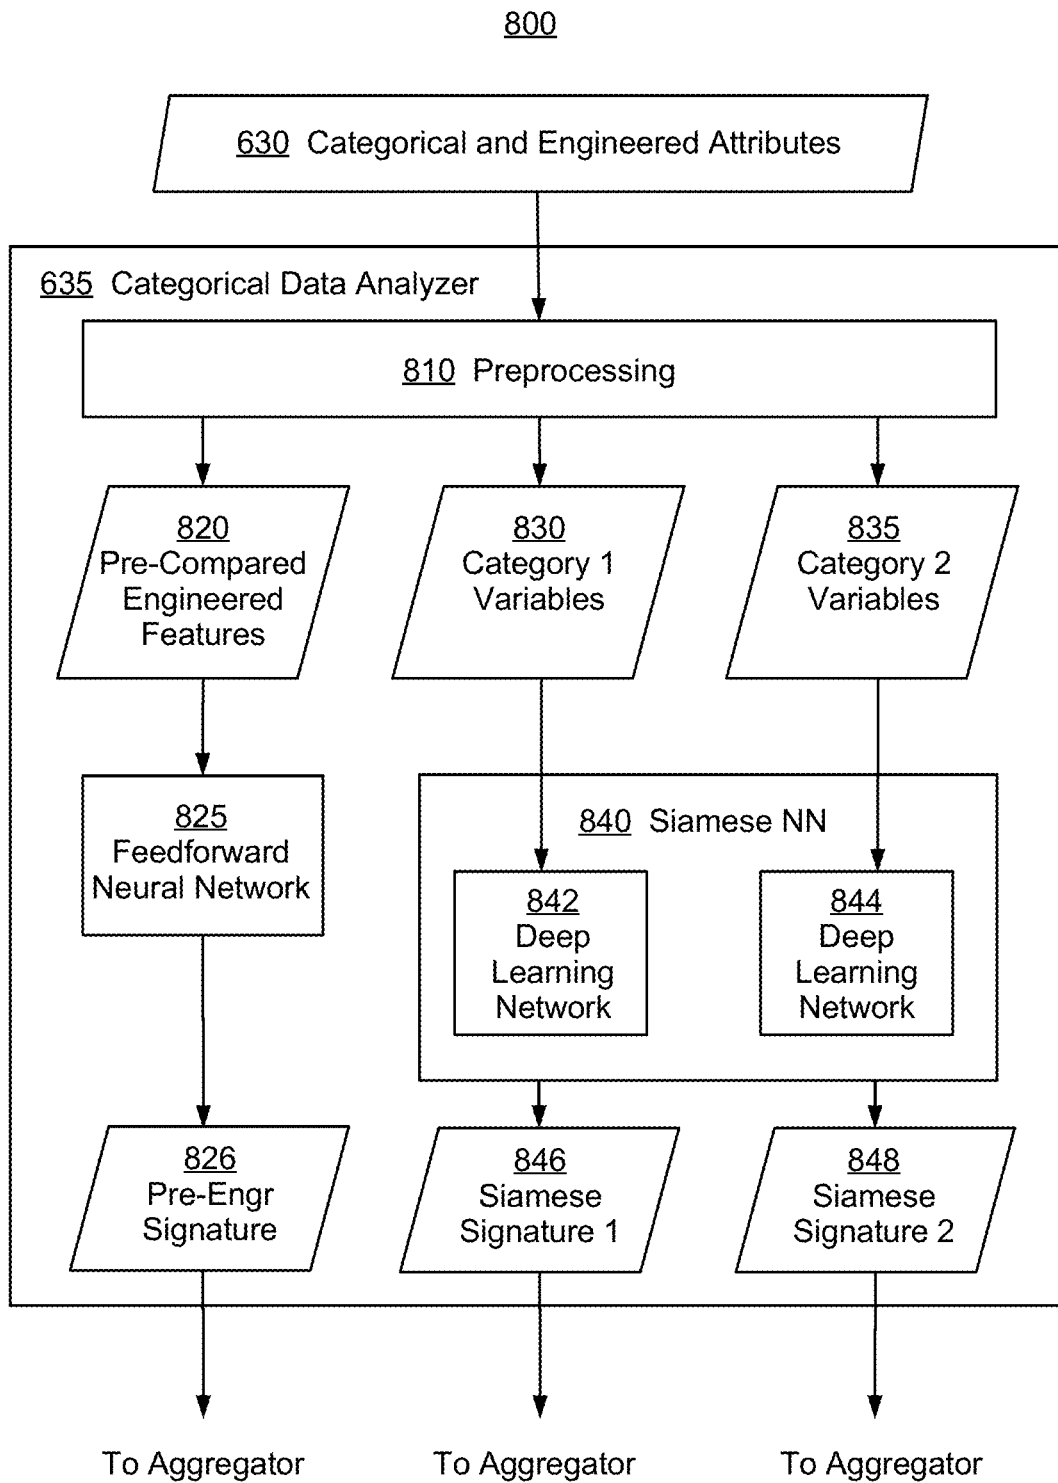 800
630 Categorical and Engineered Attributes
635 Categorical Data Analyzer
810 Preprocessing
820
Pre-Compared
Engineered
Features
830
Category 1
Variables
835
Category 2
Variables
825
Feedforward
Neural Network
840 Siamese NN
842
Deep
Learning
Network
844
Deep
Learning
Network
826
Pre-Engr
Signature
846
Siamese
Signature 1
848
Siamese
Signature 2
To Aggregator
To Aggregator
To Aggregator